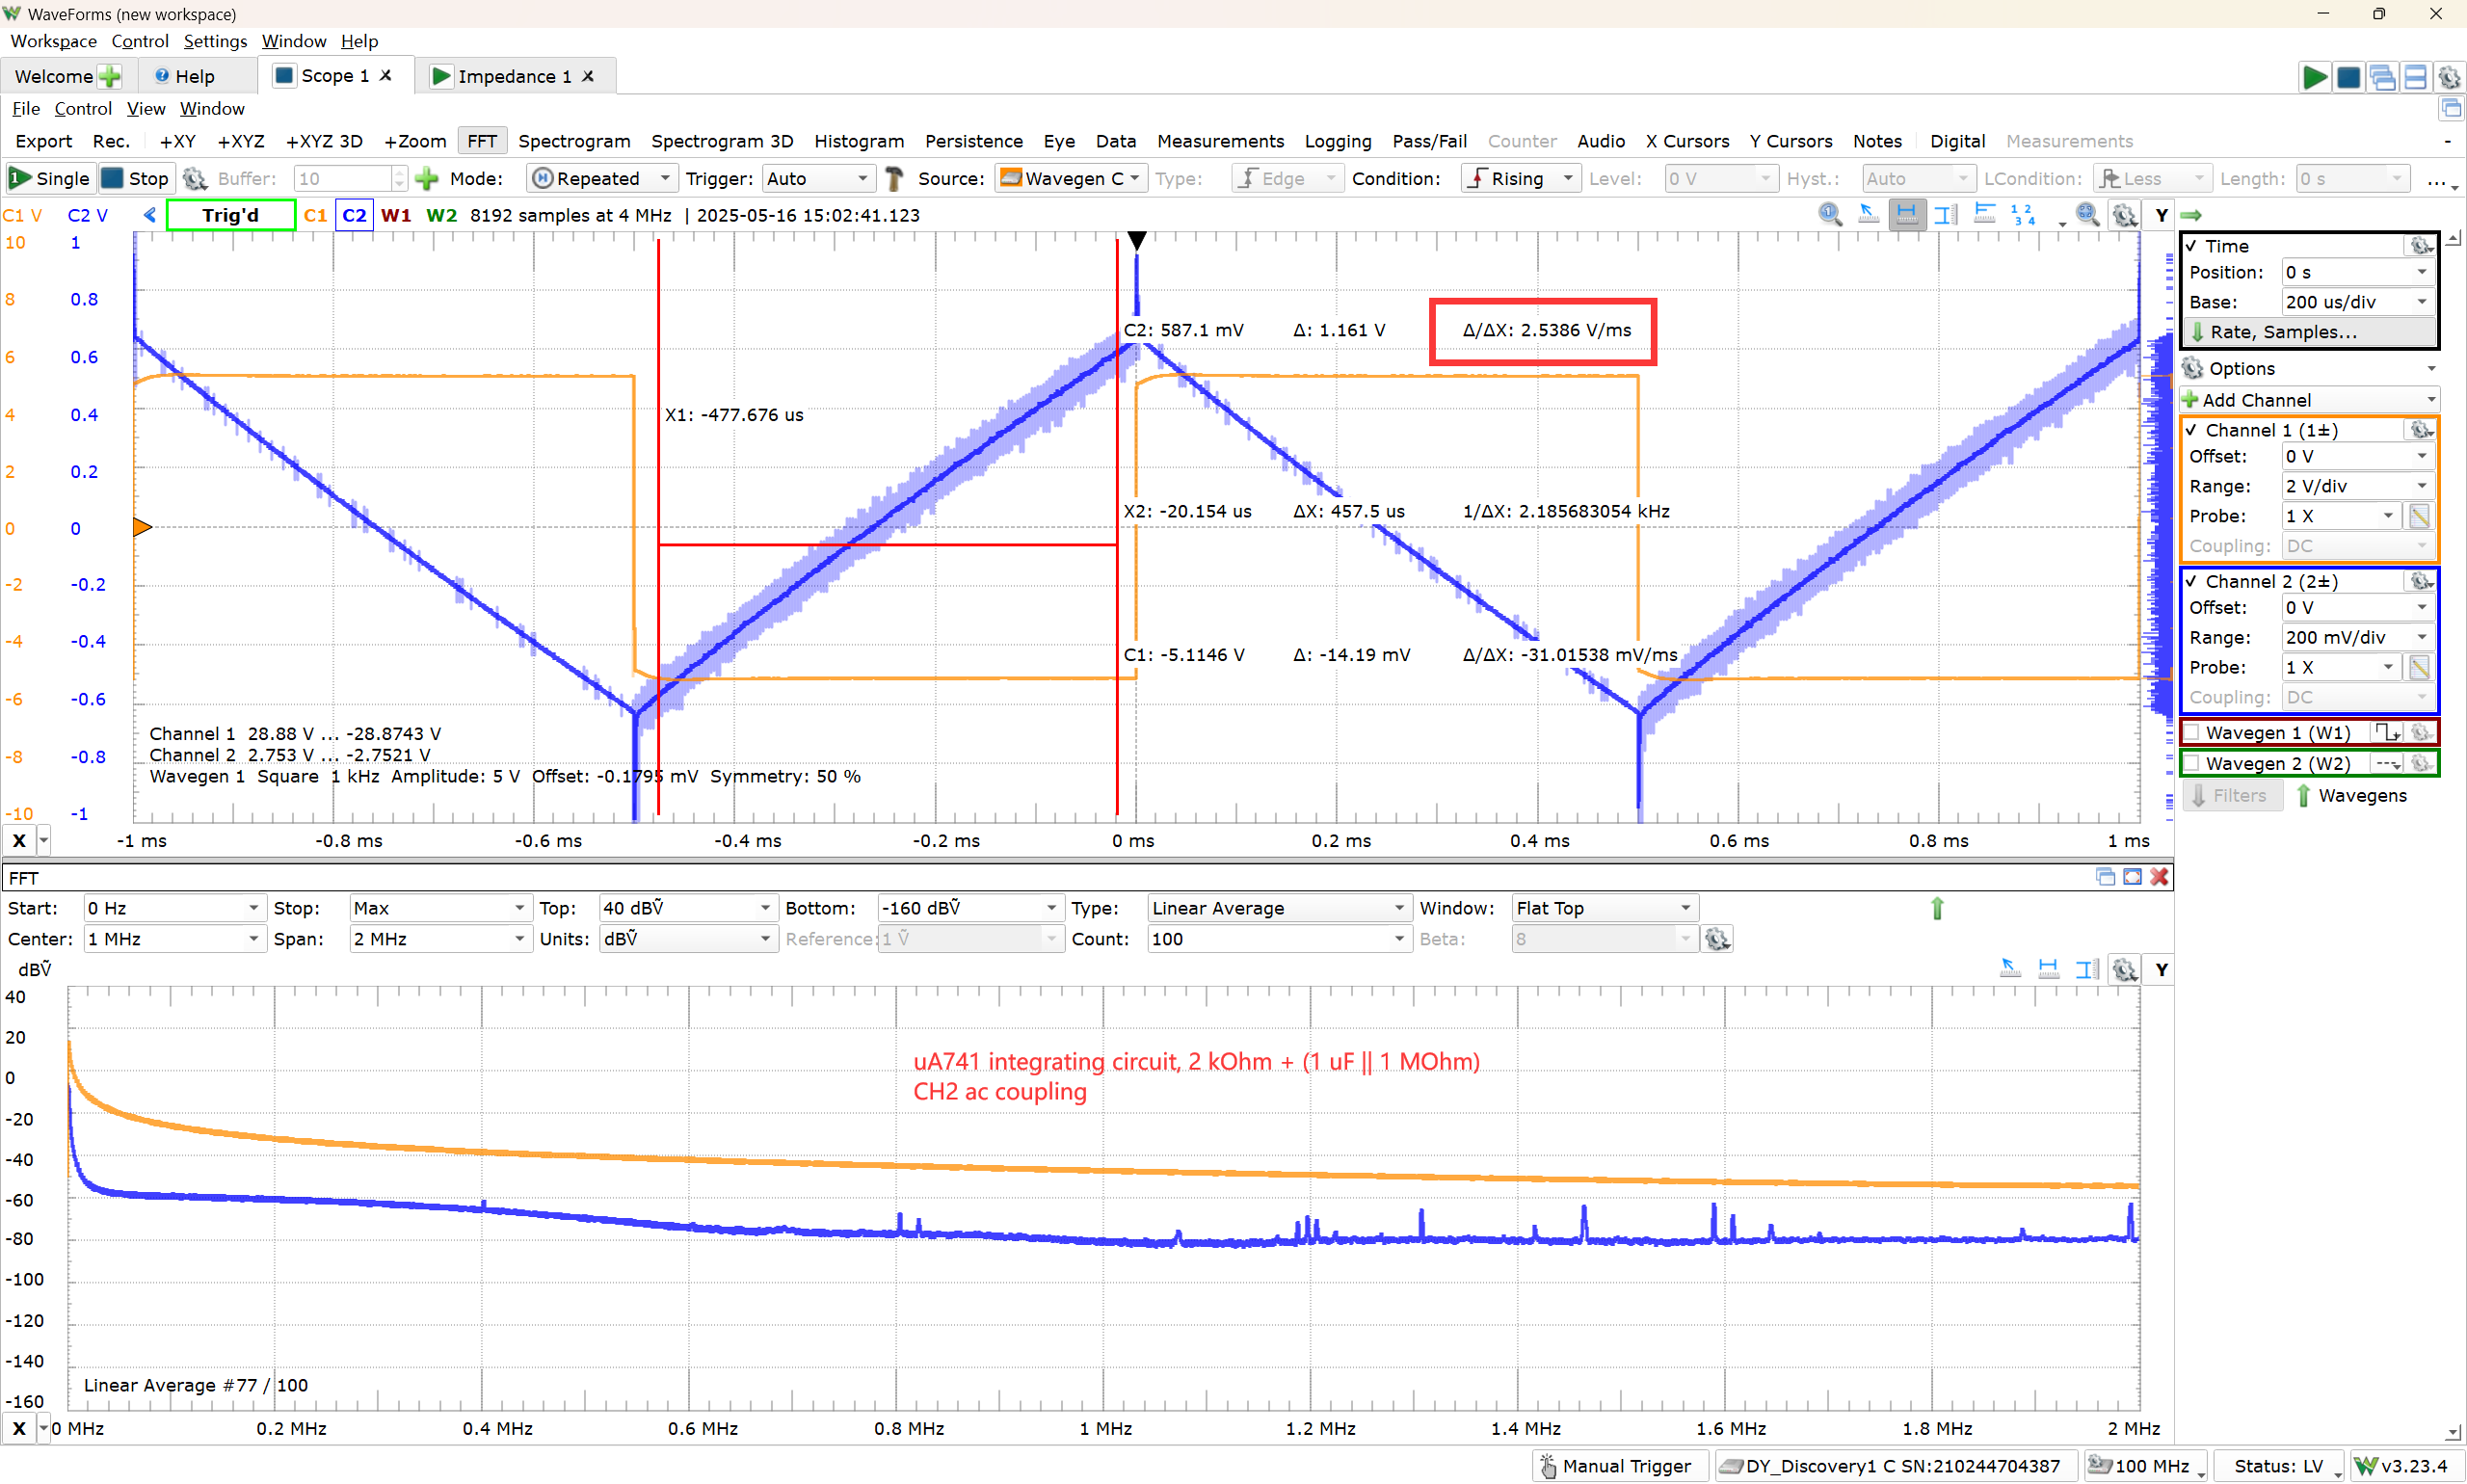 WaveForms (new workspace)
Workspace Control Settings Window Help
Welcome Help Scope 1 Impedance 1
File Control View Window
Export Rec. +XY +XYZ +XYZ 3D +Zoom FFT Spectrogram Spectrogram 3D Histogram Persistence Eye Data Measurements Logging Pass/Fail Counter Audio X Cursors Y Cursors Notes Digital Measurements
Single Stop Buffer: 10 Mode: Repeated Trigger: Auto Source: Wavegen C Type: Edge Condition: Rising Level: 0 V Hyst.: Auto LCondition: Less Length: 0 s ...
C1 V C2 V Trig'd C1 C2 W1 W2 8192 samples at 4 MHz | 2025-05-16 15:02:41.123 1 2 3 4 Y
10 1
8 0.8
6 0.6
4 0.4
2 0.2
0 0
-2 -0.2
-4 -0.4
-6 -0.6
-8 -0.8
-10 -1
C2: 587.1 mV Δ: 1.161 V Δ/ΔX: 2.5386 V/ms
X1: -477.676 us
X2: -20.154 us ΔX: 457.5 us 1/ΔX: 2.185683054 kHz
C1: -5.1146 V Δ: -14.19 mV Δ/ΔX: -31.01538 mV/ms
Channel 1 28.88 V ... -28.8743 V
Channel 2 2.753 V ... -2.7521 V
Wavegen 1 Square 1 kHz Amplitude: 5 V Offset: -0.1795 mV Symmetry: 50 %
X -1 ms -0.8 ms -0.6 ms -0.4 ms -0.2 ms 0 ms 0.2 ms 0.4 ms 0.6 ms 0.8 ms 1 ms
Time
Position: 0 s
Base: 200 us/div
Rate, Samples...
Options
Add Channel
Channel 1 (1±)
Offset: 0 V
Range: 2 V/div
Probe: 1 X
Coupling: DC
Channel 2 (2±)
Offset: 0 V
Range: 200 mV/div
Probe: 1 X
Coupling: DC
Wavegen 1 (W1)
Wavegen 2 (W2)
Filters Wavegens
FFT
Start: 0 Hz Stop: Max Top: 40 dBṼ Bottom: -160 dBṼ Type: Linear Average Window: Flat Top
Center: 1 MHz Span: 2 MHz Units: dBṼ Reference: 1 Ṽ Count: 100 Beta: 8
dBṼ Y
40
20
0
-20
-40
-60
-80
-100
-120
-140
-160
uA741 integrating circuit, 2 kOhm + (1 uF || 1 MOhm)
CH2 ac coupling
Linear Average #77 / 100
X 0 MHz 0.2 MHz 0.4 MHz 0.6 MHz 0.8 MHz 1 MHz 1.2 MHz 1.4 MHz 1.6 MHz 1.8 MHz 2 MHz
Manual Trigger DY_Discovery1 C SN:210244704387 100 MHz Status: LV v3.23.4